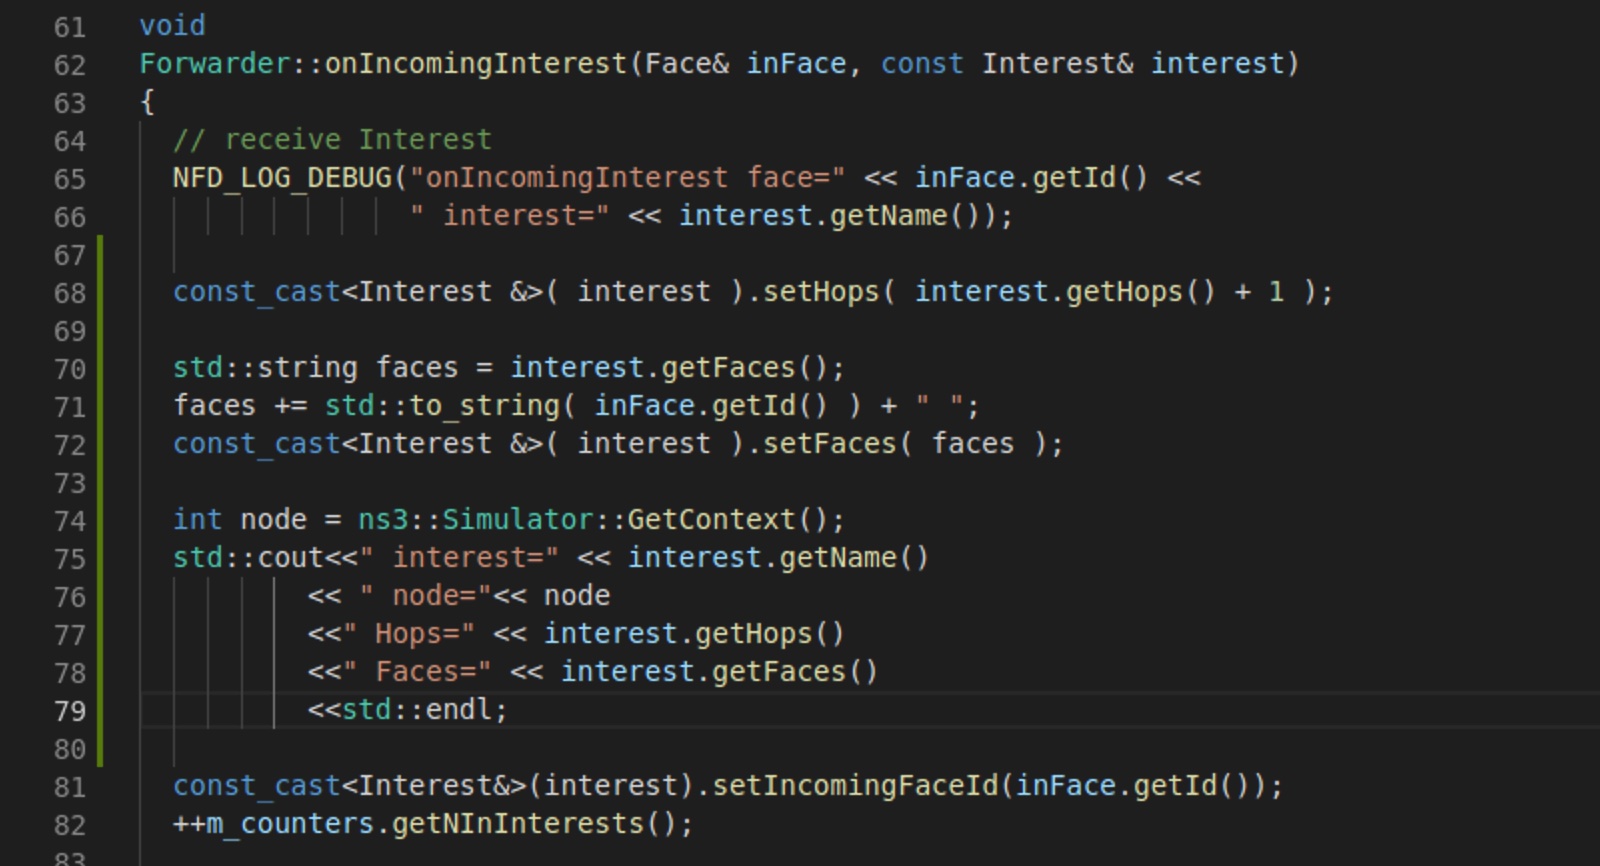 61 void
62 Forwarder::onIncomingInterest(Face& inFace, const Interest& interest)
63 {
64   // receive Interest
65   NFD_LOG_DEBUG("onIncomingInterest face=" << inFace.getId() <<
66                 " interest=" << interest.getName());
67
68   const_cast<Interest &>( interest ).setHops( interest.getHops() + 1 );
69
70   std::string faces = interest.getFaces();
71   faces += std::to_string( inFace.getId() ) + " ";
72   const_cast<Interest &>( interest ).setFaces( faces );
73
74   int node = ns3::Simulator::GetContext();
75   std::cout<<" interest=" << interest.getName()
76           << " node="<< node
77           <<" Hops=" << interest.getHops()
78           <<" Faces=" << interest.getFaces()
79           <<std::endl;
80
81   const_cast<Interest&>(interest).setIncomingFaceId(inFace.getId());
82   ++m_counters.getNInInterests();
83